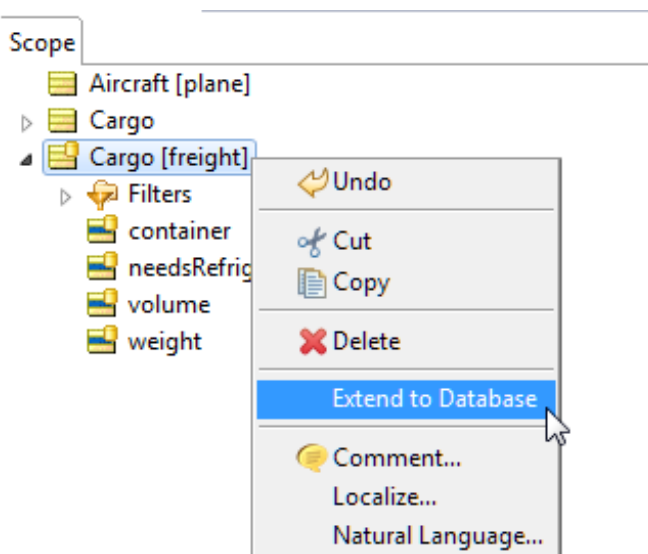 Scope
Aircraft [plane]
Cargo
Cargo [freight]
Undo
Filters
container
Cut
needsRefrig
Copy
volume
weight
Delete
Extend to Database
Comment...
Localize...
Natural Language...